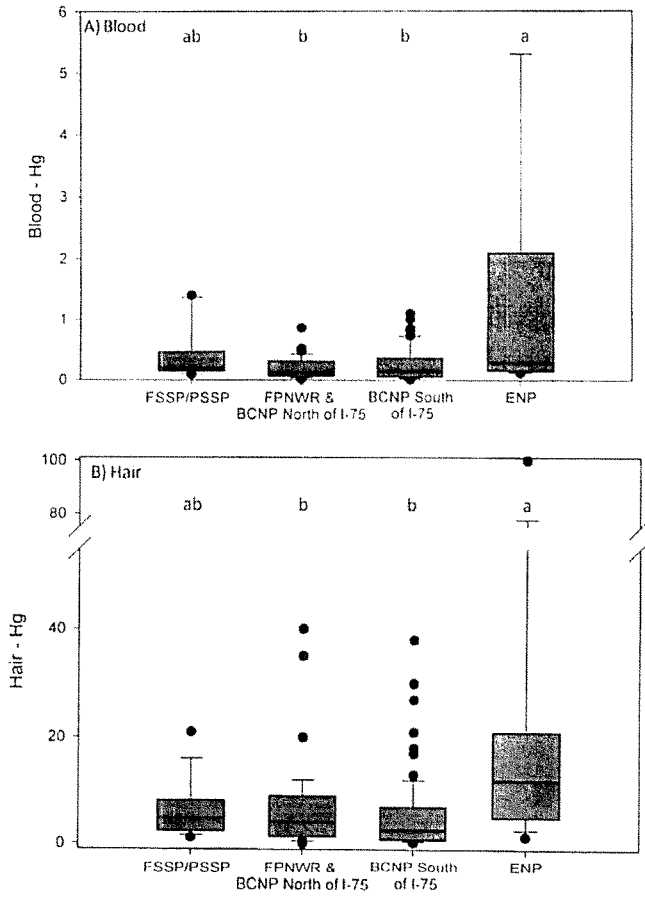 A) Blood
6
ab b b a
5
4
Blood - Hg
3
2
1
0
FSSP/PSSP FPNWR & BCNP South ENP
BCNP North of I-75 of I-75
B) Hair
100
ab b b a
80
Hair - Hg
40
20
0
FSSP/PSSP FPNWR & BCNP South ENP
BCNP North of I-75 of I-75